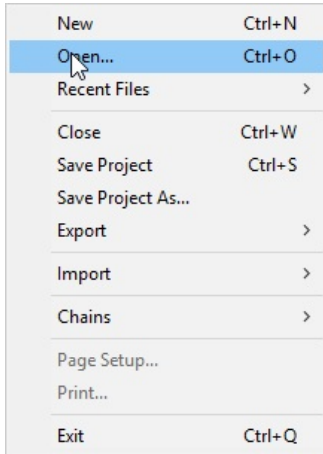 New Ctrl+N
Open... Ctrl+O
Recent Files >
Close Ctrl+W
Save Project Ctrl+S
Save Project As...
Export >
Import >
Chains >
Page Setup...
Print...
Exit Ctrl+Q